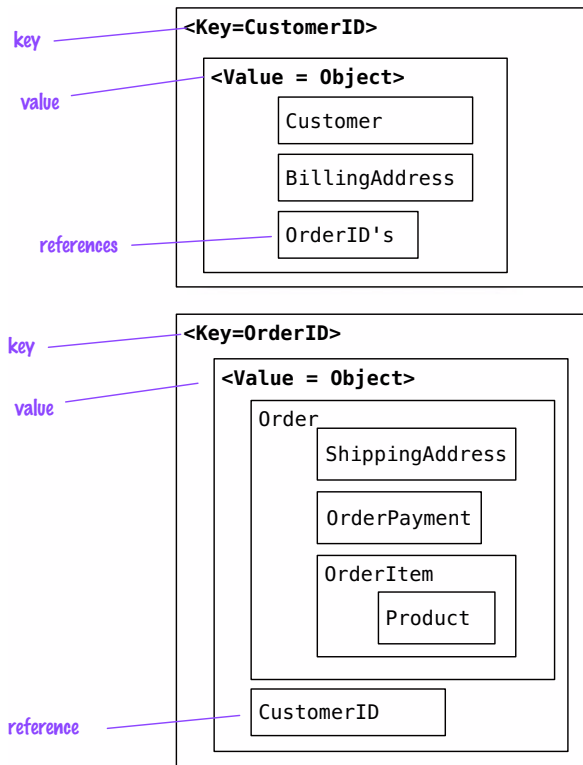 key
<Key=CustomerID>
value
<Value = Object>
Customer
BillingAddress
references
OrderID's
key
<Key=OrderID>
value
<Value = Object>
Order
ShippingAddress
OrderPayment
OrderItem
Product
reference
CustomerID